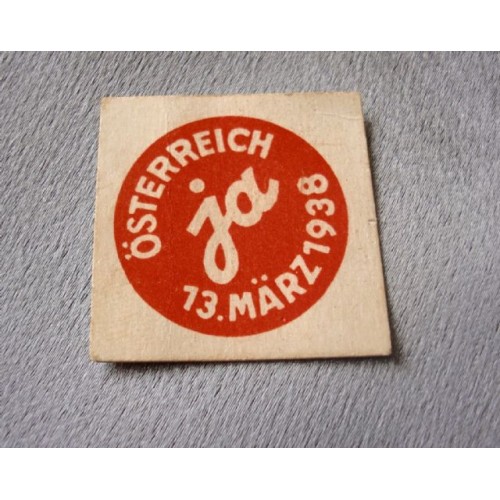 ÖSTERREICH
ja
13.MÄRZ 1938